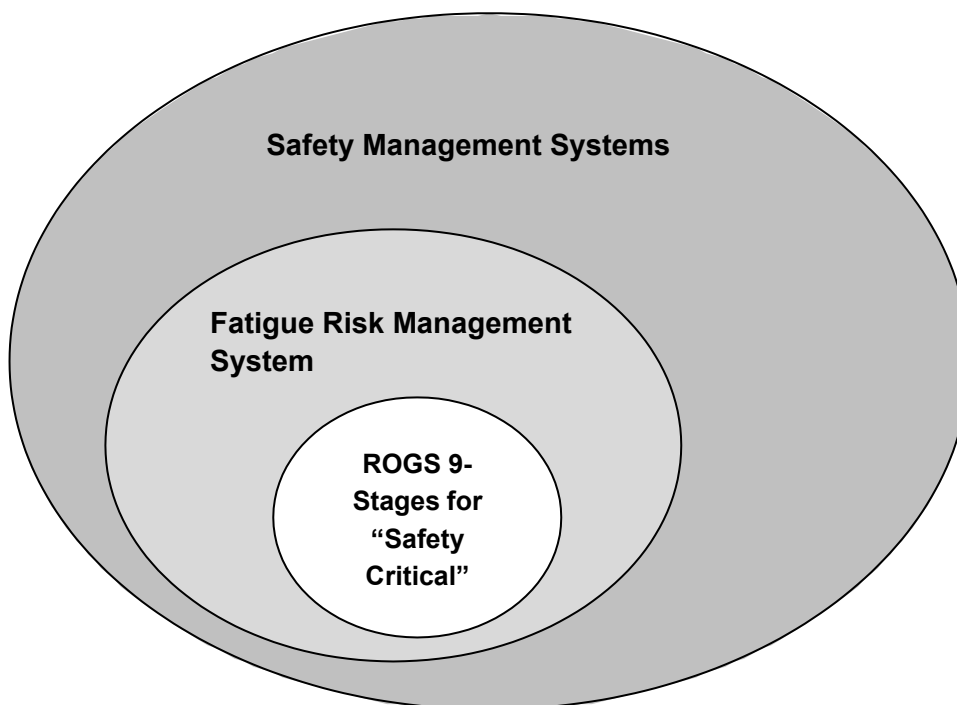 Safety Management Systems
Fatigue Risk Management
System
ROGS 9-
Stages for
“Safety
Critical”